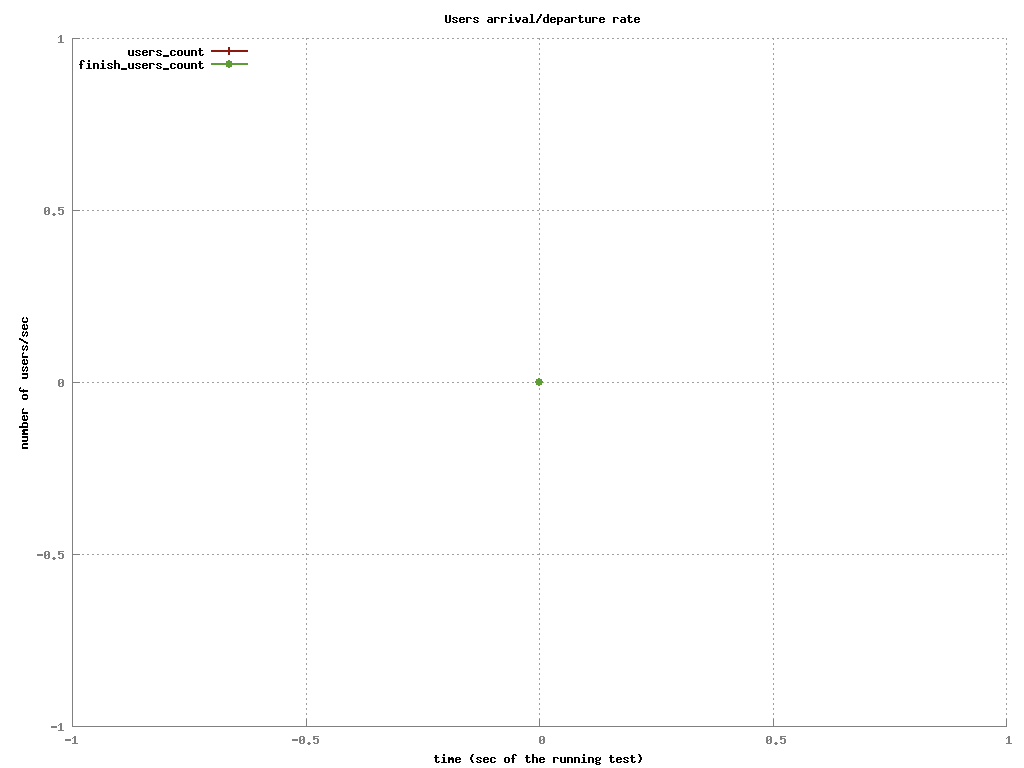 Users arrival/departure rate
1
users_count
finish_users_count
0.5
number of users/sec
0
-0.5
-1
-1
-0.5
0
0.5
1
time (sec of the running test)